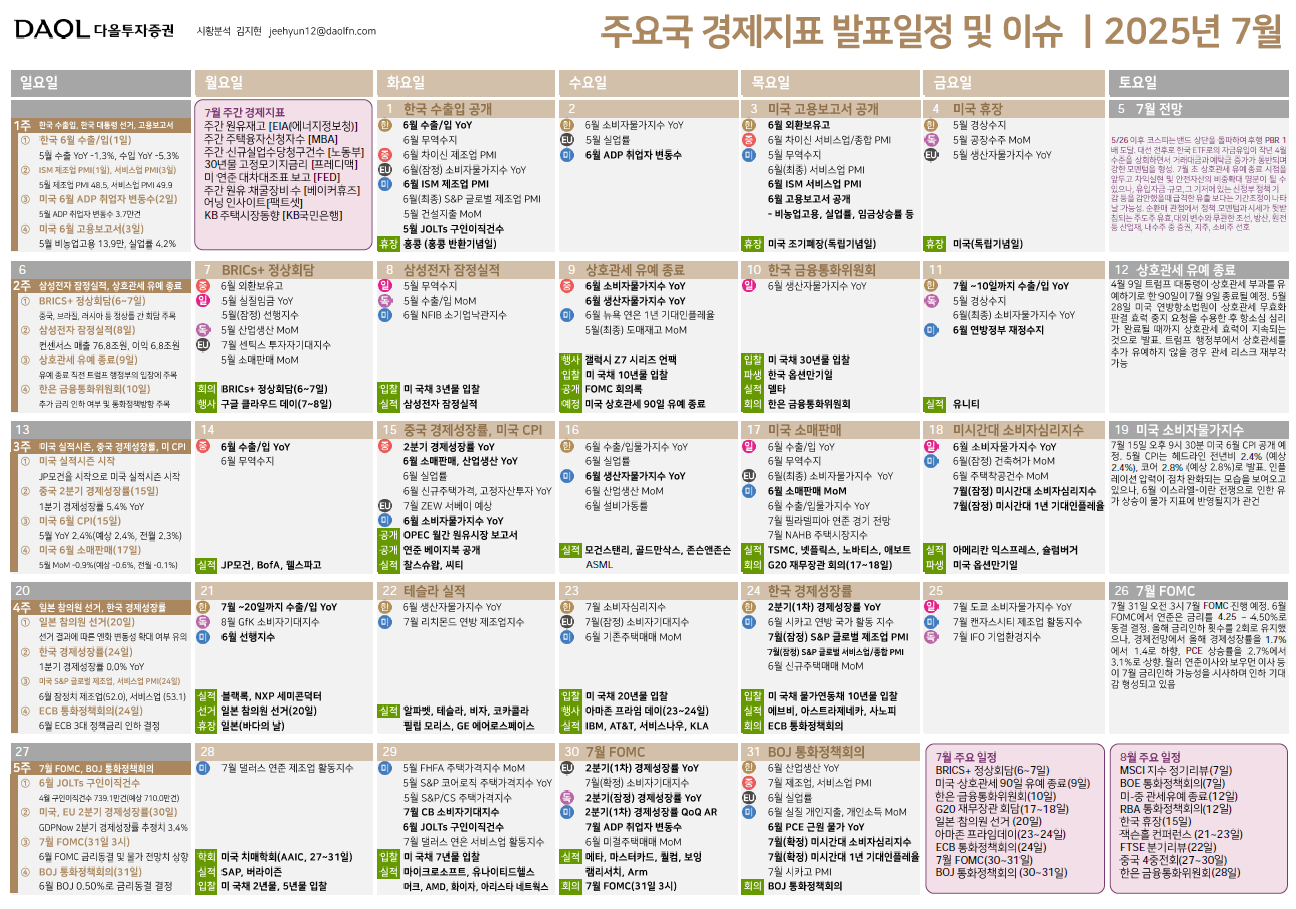 DAOL 다올투자증권
시황분석 김지현 jeehyun12@daolfn.com
주요국 경제지표 발표일정 및 이슈 | 2025년 7월
일요일 월요일 화요일 수요일 목요일 금요일 토요일
1주 한국 수출입, 한국 대통령 선거, 고용보고서
① 한국 6월 수출/입(1일)
5월 수출 YoY -1.3%, 수입 YoY -5.3%
② ISM 제조업 PMI(1일), 서비스업 PMI(3일)
5월 제조업 PMI 48.5, 서비스업 PMI 49.9
③ 미국 6월 ADP 취업자 변동수(2일)
5월 ADP 취업자 변동수 3.7만건
④ 미국 6월 고용보고서(3일)
5월 비농업고용 13.9만, 실업률 4.2%
7월 주간 경제지표
주간 원유재고 [EIA(에너지정보청)]
주간 주택융자신청지수 [MBA]
주간 신규실업수당청구건수 [노동부]
30년물 고정모기지금리 [프레디맥]
미 연준 대차대조표 보고 [FED]
주간 원유 채굴장비 수 [베이커휴즈]
어닝 인사이트[팩트셋]
KB 주택시장동향 [KB국민은행]
1 한국 수출입 공개
한 6월 수출/입 YoY
5월 무역수지
중 6월 차이신 제조업 PMI
EU 6월(잠정) 소비자물가지수 YoY
미 6월 ISM 제조업 PMI
6월(최종) S&P 글로벌 제조업 PMI
5월 건설지출 MoM
5월 JOLTs 구인이직건수
휴장 홍콩 (홍콩 반환기념일)
2
한 6월 소비자물가지수 YoY
EU 5월 실업률
미 6월 ADP 취업자 변동수
3 미국 고용보고서 공개
한 6월 외환보유고
중 6월 차이신 서비스업/종합 PMI
미 5월 무역수지
6월(최종) 서비스업 PMI
6월 ISM 서비스업 PMI
6월 고용보고서 공개
- 비농업고용, 실업률, 임금상승률 등
휴장 미국 조기폐장(독립기념일)
4 미국 휴장
한 5월 경상수지
독 5월 공장수주 MoM
EU 5월 생산자물가지수 YoY
휴장 미국(독립기념일)
5 7월 전망
5/26 이후 코스피는 밴드 상단을 돌파하여 후행 PBR 1
배 도달. 대선 전후로 한국 ETF로의 자금유입이 작년 4월
수준을 상회하면서 거래대금과 예탁금 증가가 동반되며
강한 모멘텀을 형성. 7월 초 상호관세 유예 종료 시점을
앞두고 차익실현 및 안전자산의 비중확대 명분이 될 수
있으나, 유입자금 규모, 그 기저에 있는 신정부 정책 기
감 등을 감안했을때 급격한 유출 보다는 기간조정이 나타
날 가능성. 순환매 관점에서 정책 모멘텀과 시세가 뒷받
침되는 주도주 유효, 대외 변수와 무관한 조선, 방산, 원전
등 산업재, 내수주 중 증권, 지주, 소비주 선호
6
2주 삼성전자 잠정실적, 상호관세 유예 종료
① BRICS+ 정상회담(6~7일)
중국, 브라질, 러시아 등 정상들 간 회담 주목
② 삼성전자 잠정실적(8일)
컨센서스 매출 76.8조원, 이익 6.8조원
③ 상호관세 유예 종료(9일)
유예 종료 직전 트럼프 행정부의 입장에 주목
④ 한은 금융통화위원회(10일)
추가 금리 인하 여부 및 통화정책방향 주목
7 BRICs+ 정상회담
중 6월 외환보유고
일 5월 실질임금 YoY
5월(잠정) 선행지수
독 5월 산업생산 MoM
EU 7월 센틱스 투자자기대지수
5월 소매판매 MoM
회의 BRICs+ 정상회담(6~7일)
행사 구글 클라우드 데이(7~8일)
8 삼성전자 잠정실적
일 5월 무역수지
독 5월 수출/입 MoM
미 6월 NFIB 소기업낙관지수
입찰 미 국채 3년물 입찰
실적 삼성전자 잠정실적
9 상호관세 유예 종료
중 6월 소비자물가지수 YoY
6월 생산자물가지수 YoY
미 6월 뉴욕 연은 1년 기대인플레율
5월(최종) 도매재고 MoM
행사 갤럭시 Z7 시리즈 언팩
입찰 미 국채 10년물 입찰
공개 FOMC 회의록
예정 미국 상호관세 90일 유예 종료
10 한국 금융통화위원회
일 6월 생산자물가지수 YoY
입찰 미 국채 30년물 입찰
파생 한국 옵션만기일
실적 델타
회의 한은 금융통화위원회
11
한 7월 ~10일까지 수출/입 YoY
독 5월 경상수지
미 6월 연방정부 재정수지
실적 유니티
12 상호관세 유예 종료
4월 9일 트럼프 대통령이 상호관세 부과를 유
예하기로 한 90일이 7월 9일 종료될 예정. 5월
28일 미국 연방항소법원이 상호관세 무효화
판결 효력 중지 요청을 수용한 후 항소심 심리
가 완료될 때까지 상호관세 효력이 지속되는
것으로 발표. 트럼프 행정부에서 상호관세를
추가 유예하지 않을 경우 관세 리스크 재부각
가능
13
3주 미국 실적시즌, 중국 경제성장률, 미 CPI
① 미국 실적시즌 시작
JP모건을 시작으로 미국 실적시즌 시작
② 중국 2분기 경제성장률(15일)
1분기 경제성장률 5.4% YoY
③ 미국 6월 CPI(15일)
5월 YoY 2.4%(예상 2.4%, 전월 2.3%)
④ 미국 6월 소매판매(17일)
5월 MoM -0.9%(예상 -0.6%, 전월 -0.1%)
14
중 6월 수출/입 YoY
6월 무역수지
실적 JP모건, BofA, 웰스파고
15 중국 경제성장률, 미국 CPI
중 2분기 경제성장률 YoY
6월 소매판매, 산업생산 YoY
6월 실업률
6월 신규주택가격, 고정자산투자 YoY
EU 7월 ZEW 서베이 예상
미 6월 소비자물가지수 YoY
공개 OPEC 월간 원유시장 보고서
공개 연준 베이지북 공개
실적 찰스슈왑, 씨티
16
한 6월 수출/입물가지수 YoY
6월 실업률
미 6월 생산자물가지수 YoY
6월 산업생산 MoM
6월 설비가동률
실적 모건스탠리, 골드만삭스, 존슨앤존슨
ASML
17 미국 소매판매
일 6월 수출/입 YoY
6월 무역수지
EU 6월(최종) 소비자물가지수 YoY
미 6월 소매판매 MoM
6월 수출/입물가지수 YoY
7월 필라델피아 연준 경기 전망
7월 NAHB 주택시장지수
실적 TSMC, 넷플릭스, 노바티스, 애보트
회의 G20 재무장관 회의(17~18일)
18 미시간대 소비자심리지수
일 6월 소비자물가지수 YoY
미 6월(잠정) 건축허가 MoM
6월 주택착공건수 MoM
7월(잠정) 미시간대 소비자심리지수
7월(잠정) 미시간대 1년 기대인플레율
실적 아메리칸 익스프레스, 슐럼버거
파생 미국 옵션만기일
19 미국 소비자물가지수
7월 15일 오후 9시 30분 미국 6월 CPI 공개 예
정. 5월 CPI는 헤드라인 전년비 2.4% (예상
2.4%), 코어 2.8% (예상 2.8%)로 발표. 인플
레이션 압력이 점차 완화되는 모습을 보여오고
있으나, 6월 이스라엘-이란 전쟁으로 인한 유
가 상승이 물가 지표에 반영될지가 관건
20
4주 일본 참의원 선거, 한국 경제성장률
① 일본 참의원 선거(20일)
선거 결과에 따른 엔화 변동성 확대 여부 유의
② 한국 경제성장률(24일)
1분기 경제성장률 0.0% YoY
③ 미국 S&P 글로벌 제조업, 서비스업 PMI(24일)
6월 잠정치 제조업(52.0), 서비스업 (53.1)
④ ECB 통화정책회의(24일)
6월 ECB 3대 정책금리 인하 결정
21
한 7월 ~20일까지 수출/입 YoY
독 8월 GfK 소비자기대지수
미 6월 선행지수
실적 블랙록, NXP 세미콘덕터
선거 일본 참의원 선거(20일)
휴장 일본(바다의 날)
22 테슬라 실적
한 6월 생산자물가지수 YoY
미 7월 리치몬드 연방 제조업지수
실적 알파벳, 테슬라, 비자, 코카콜라
필립 모리스, GE 에어로스페이스
23
한 7월 소비자심리지수
EU 7월(잠정) 소비자기대지수
미 6월 기존주택매매 MoM
입찰 미 국채 20년물 입찰
행사 아마존 프라임 데이(23~24일)
실적 IBM, AT&T, 서비스나우, KLA
24 한국 경제성장률
한 2분기(1차) 경제성장률 YoY
미 6월 시카고 연방 국가 활동 지수
7월(잠정) S&P 글로벌 제조업 PMI
7월(잠정) S&P 글로벌 서비스업/종합 PMI
6월 신규주택매매 MoM
입찰 미 국채 물가연동채 10년물 입찰
실적 에브비, 아스트라제네카, 사노피
회의 ECB 통화정책회의
25
일 7월 도쿄 소비자물가지수 YoY
미 7월 캔자스시티 제조업 활동지수
독 7월 IFO 기업환경지수
26 7월 FOMC
7월 31일 오전 3시 7월 FOMC 진행 예정. 6월
FOMC에서 연준은 금리를 4.25 ~4.50%로
동결 결정. 올해 금리인하 횟수를 2회로 유지했
으나, 경제전망에서 올해 경제성장률을 1.7%
에서 1.4로 하향, PCE 상승률을 2.7%에서
3.1%로 상향. 월러 연준이사와 보우먼 이사 등
이 7월 금리인하 가능성을 시사하며 인하 기대
감 형성되고 있음
27
5주 7월 FOMC, BOJ 통화정책회의
① 6월 JOLTs 구인이직건수
4월 구인이직건수 739.1만건(예상 710.0만건)
② 미국, EU 2분기 경제성장률(30일)
GDPNow 2분기 경제성장률 추정치 3.4%
③ 7월 FOMC(31일 3시)
6월 FOMC 금리동결 및 물가 전망치 상향
④ BOJ 통화정책회의(31일)
6월 BOJ 0.50%로 금리동결 결정
28
미 7월 댈러스 연준 제조업 활동지수
학회 미국 치매학회(AAIC, 27~31일)
실적 SAP, 버라이즌
입찰 미 국채 2년물, 5년물 입찰
29
미 5월 FHFA 주택가격지수 MoM
5월 S&P 코어로직 주택가격지수 YoY
5월 S&P/CS 주택가격지수
7월 CB 소비자기대지수
6월 JOLTs 구인이직건수
7월 댈러스 연은 서비스업 활동지수
입찰 미 국채 7년물 입찰
실적 마이크로소프트, 유나이티드헬스
머크, AMD, 화이자, 아리스타 네트웍스
30 7월 FOMC
EU 2분기(1차) 경제성장률 YoY
7월(확정) 소비자기대지수
독 2분기(잠정) 경제성장률 YoY
미 2분기(1차) 경제성장률 QoQ AR
7월 ADP 취업자 변동수
6월 미결주택매매 MoM
실적 메타, 마스터카드, 퀄컴, 보잉
램리서치, Arm
회의 7월 FOMC(31일 3시)
31 BOJ 통화정책회의
한 6월 산업생산 YoY
중 7월 제조업, 서비스업 PMI
EU 6월 실업률
미 6월 실질 개인지출, 개인소득 MoM
6월 PCE 근원 물가 YoY
7월(확정) 미시간대 소비자심리지수
7월(확정) 미시간대 1년 기대인플레율
7월 시카고 PMI
회의 BOJ 통화정책회의
7월 주요 일정
BRICS+ 정상회담(6~7일)
미국 상호관세 90일 유예 종료(9일)
한은 금융통화위원회(10일)
G20 재무장관 회담(17~18일)
일본 참의원 선거 (20일)
아마존 프라임데이(23~24일)
ECB 통화정책회의(24일)
7월 FOMC(30~31일)
BOJ 통화정책회의 (30~31일)
8월 주요 일정
MSCI 지수 정기리뷰(7일)
BOE 통화정책회의(7일)
미-중 관세유예 종료(12일)
RBA 통화정책회의(12일)
한국 휴장(15일)
잭슨홀 컨퍼런스 (21~23일)
FTSE 분기리뷰(22일)
중국 4중전회(27~30일)
한은 금융통화위원회(28일)